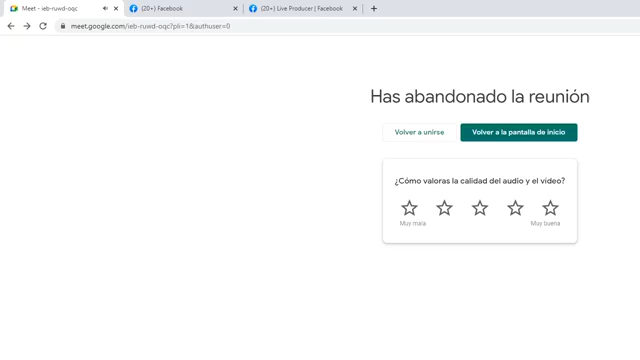 Meet - ieb-ruwd-oqc
(20+) Facebook
(20+) Live Producer | Facebook
meet.google.com/ieb-ruwd-oqc?pli=1&authuser=0
Has abandonado la reunión
Volver a unirse
Volver a la pantalla de inicio
¿Cómo valoras la calidad del audio y el vídeo?
Muy mala
Muy buena